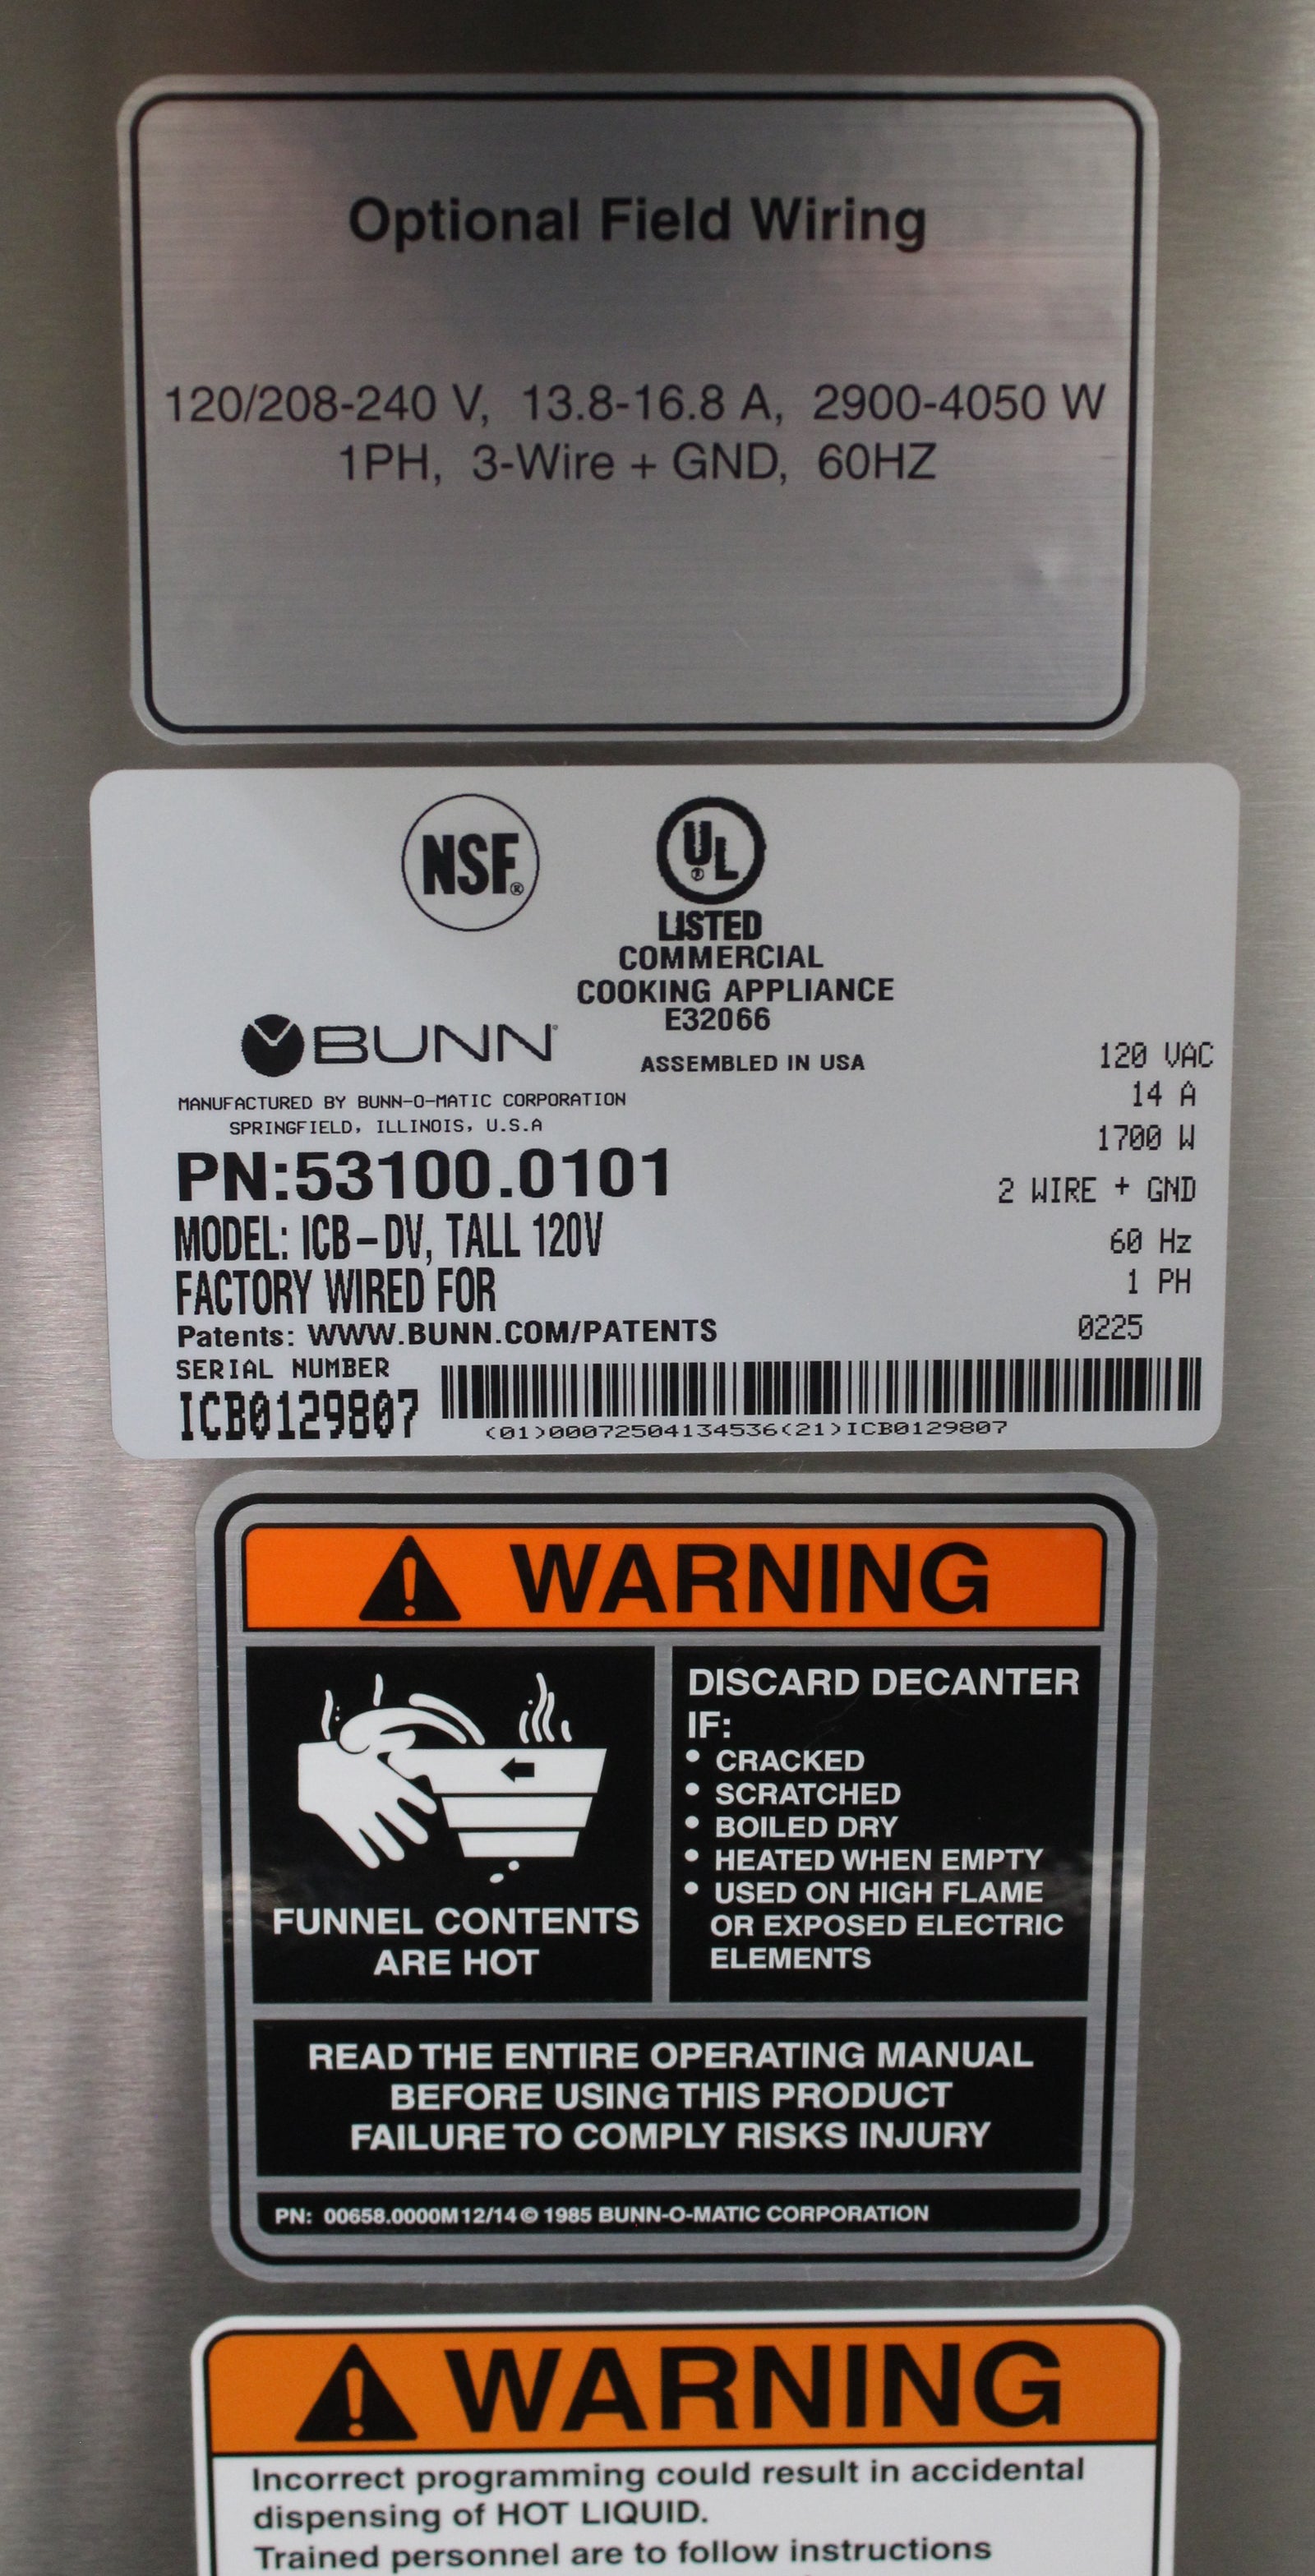 Optional Field Wiring
120/208-240 V, 13.8-16.8 A, 2900-4050 W
1PH, 3-Wire + GND, 60HZ
NSF®
UL®
LISTED
COMMERCIAL
COOKING APPLIANCE
E32066
BUNN®
ASSEMBLED IN USA
MANUFACTURED BY BUNN-O-MATIC CORPORATION
SPRINGFIELD, ILLINOIS, U.S.A
PN:53100.0101
MODEL: ICB-DV, TALL 120V
FACTORY WIRED FOR
Patents: WWW.BUNN.COM/PATENTS
120 VAC
14 A
1700 W
2 WIRE + GND
60 Hz
1 PH
0225
SERIAL NUMBER
ICB0129807
(01)00072504134536(21)ICB0129807
WARNING
FUNNEL CONTENTS
ARE HOT
DISCARD DECANTER
IF:
• CRACKED
• SCRATCHED
• BOILED DRY
• HEATED WHEN EMPTY
• USED ON HIGH FLAME
OR EXPOSED ELECTRIC
ELEMENTS
READ THE ENTIRE OPERATING MANUAL
BEFORE USING THIS PRODUCT
FAILURE TO COMPLY RISKS INJURY
PN: 00658.0000M 12/14 © 1985 BUNN-O-MATIC CORPORATION
WARNING
Incorrect programming could result in accidental
dispensing of HOT LIQUID.
Trained personnel are to follow instructions